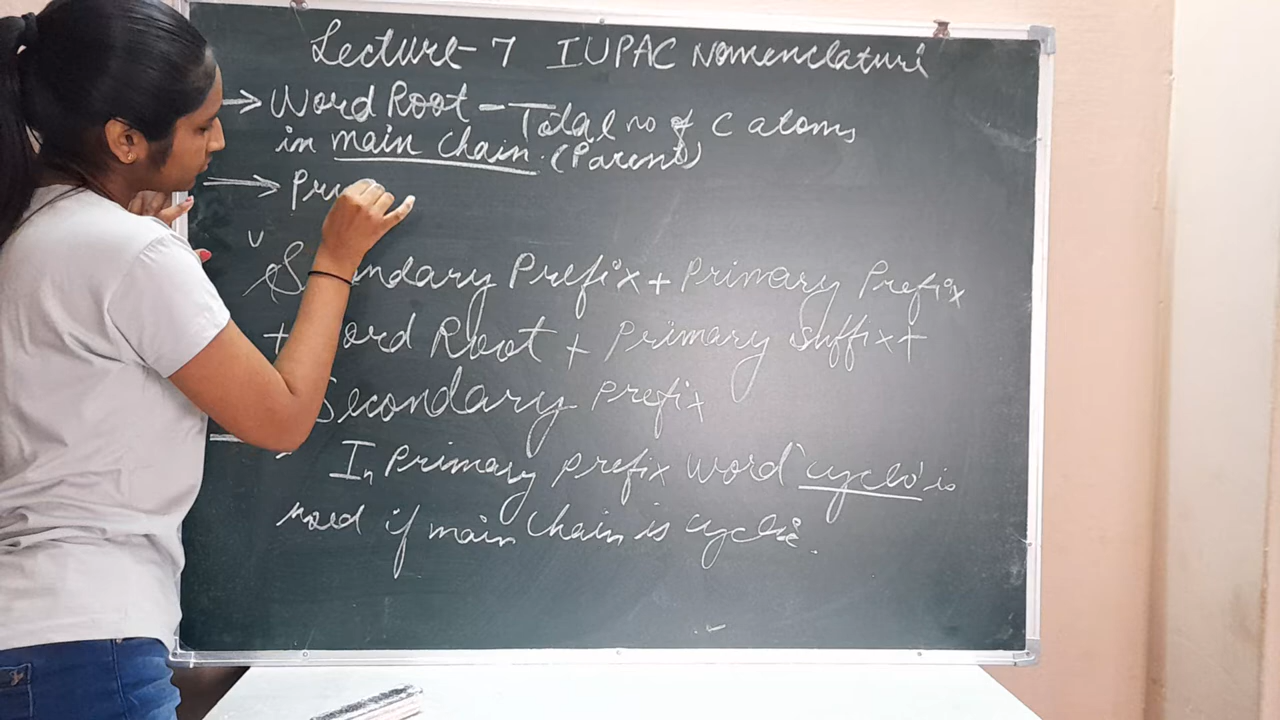 Lecture-7 IUPAC Nomenclature
→ Word Root - Total no of C atoms
in main chain. (Parent)
→ Pri
Secondary Prefix + Primary Prefix
+ Word Root + Primary Suffix +
Secondary Prefix
In Primary prefix word 'cyclo' is
used if main chain is cyclic.